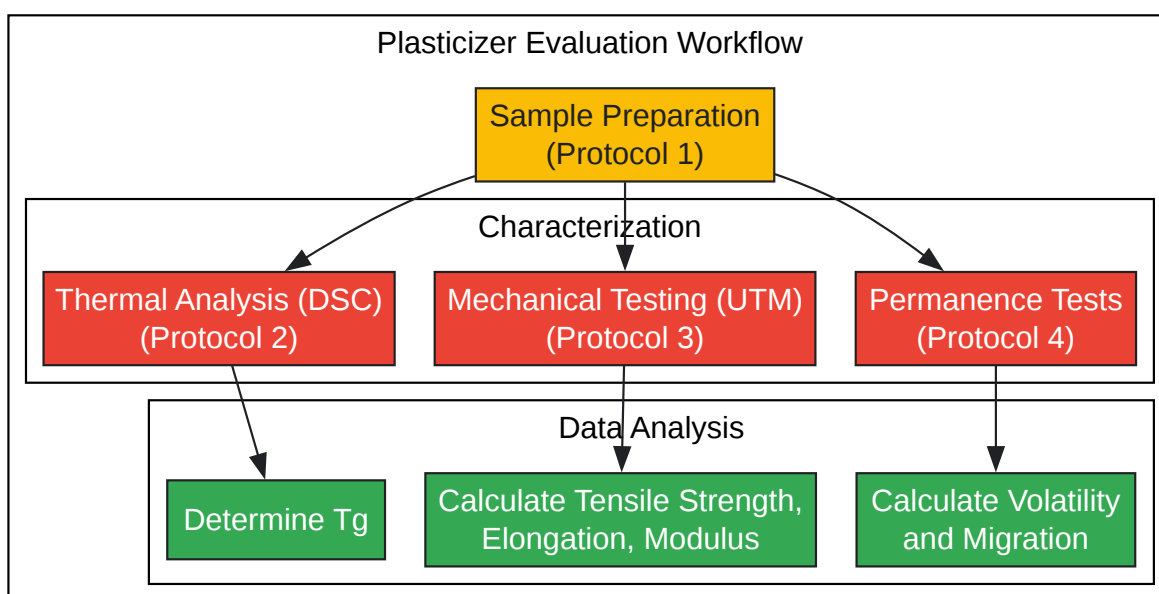 Plasticizer Evaluation Workflow
Sample Preparation
(Protocol 1)
Characterization
Thermal Analysis (DSC)
(Protocol 2)
Mechanical Testing (UTM)
(Protocol 3)
Permanence Tests
(Protocol 4)
Data Analysis
Determine Tg
Calculate Tensile Strength,
Elongation, Modulus
Calculate Volatility
and Migration